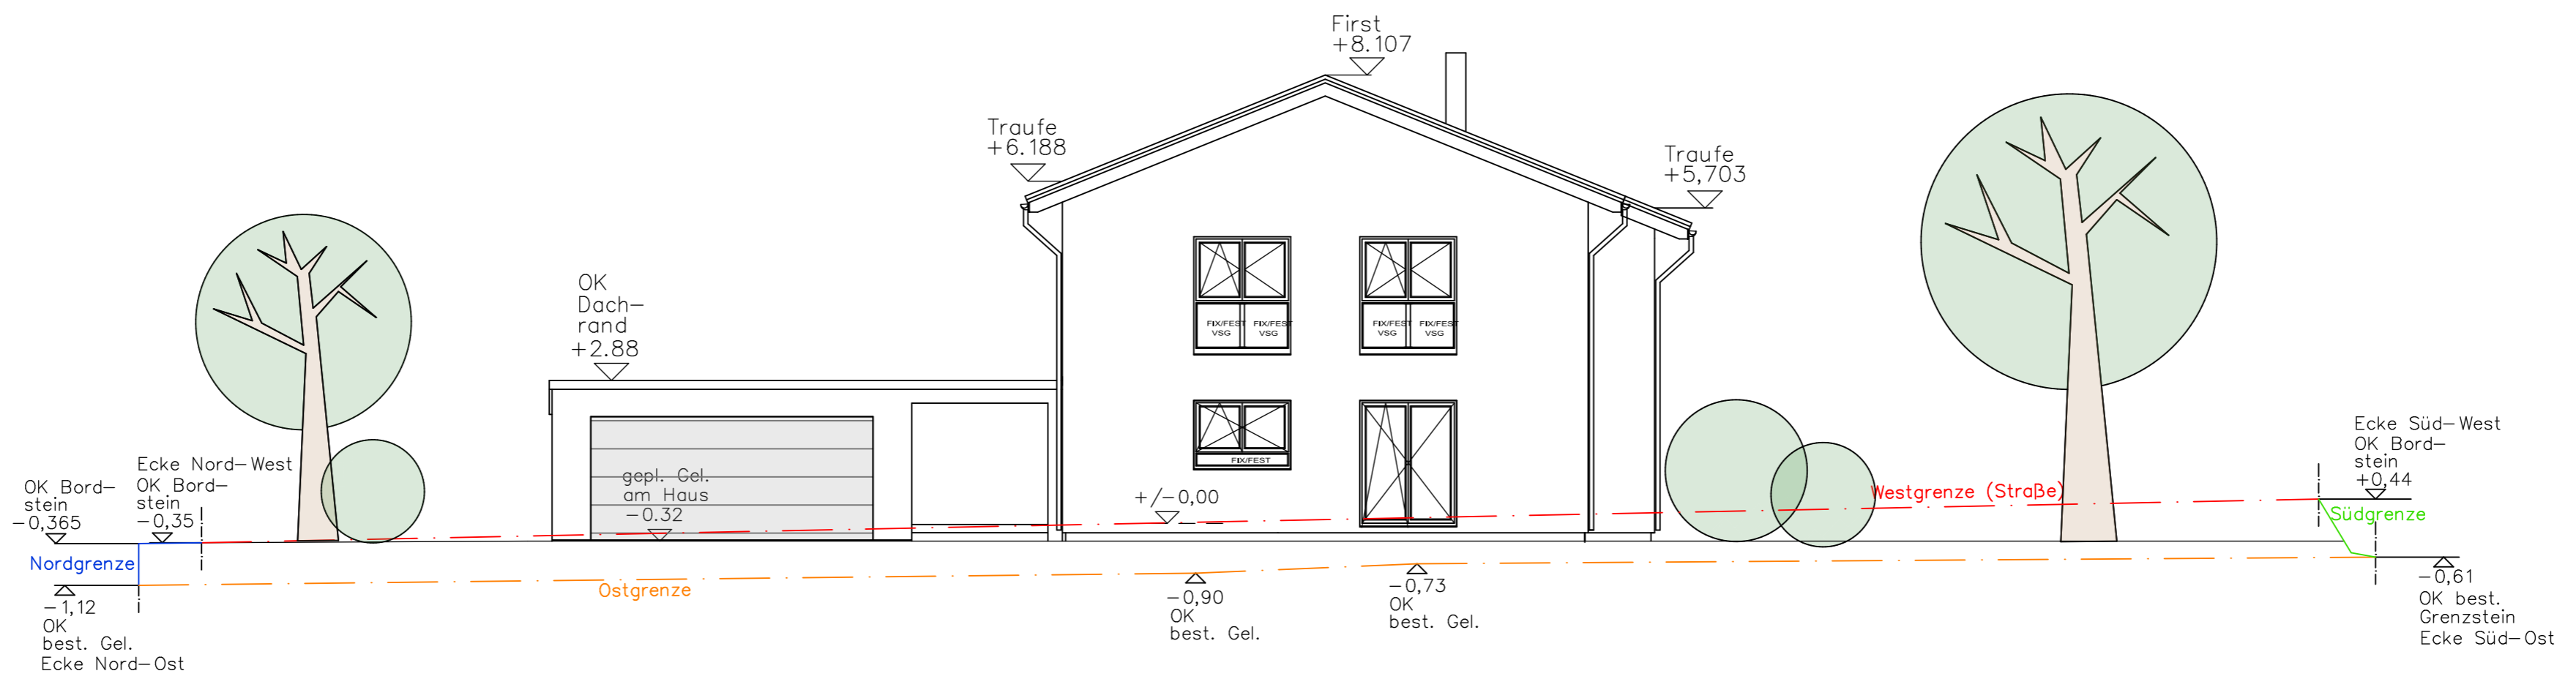 First
+8.107
Traufe
+6.188
Traufe
+5,703
OK
Dach-
rand
+2.88
FIX/FEST
VSG
FIX/FEST
VSG
FIX/FEST
VSG
FIX/FEST
VSG
FIX/FEST
gepl. Gel.
am Haus
-0.32
+/-0,00
OK Bord-
stein
-0,365
Ecke Nord-West
OK Bord-
stein
-0,35
Westgrenze (Straße)
Ecke Süd-West
OK Bord-
stein
+0,44
Südgrenze
Nordgrenze
Ostgrenze
-1,12
OK
best. Gel.
Ecke Nord-Ost
-0,90
OK
best. Gel.
-0,73
OK
best. Gel.
-0,61
OK best.
Grenzstein
Ecke Süd-Ost